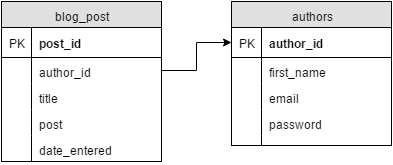 blog_post
PK post_id
author_id
title
post
date_entered
authors
PK author_id
first_name
email
password